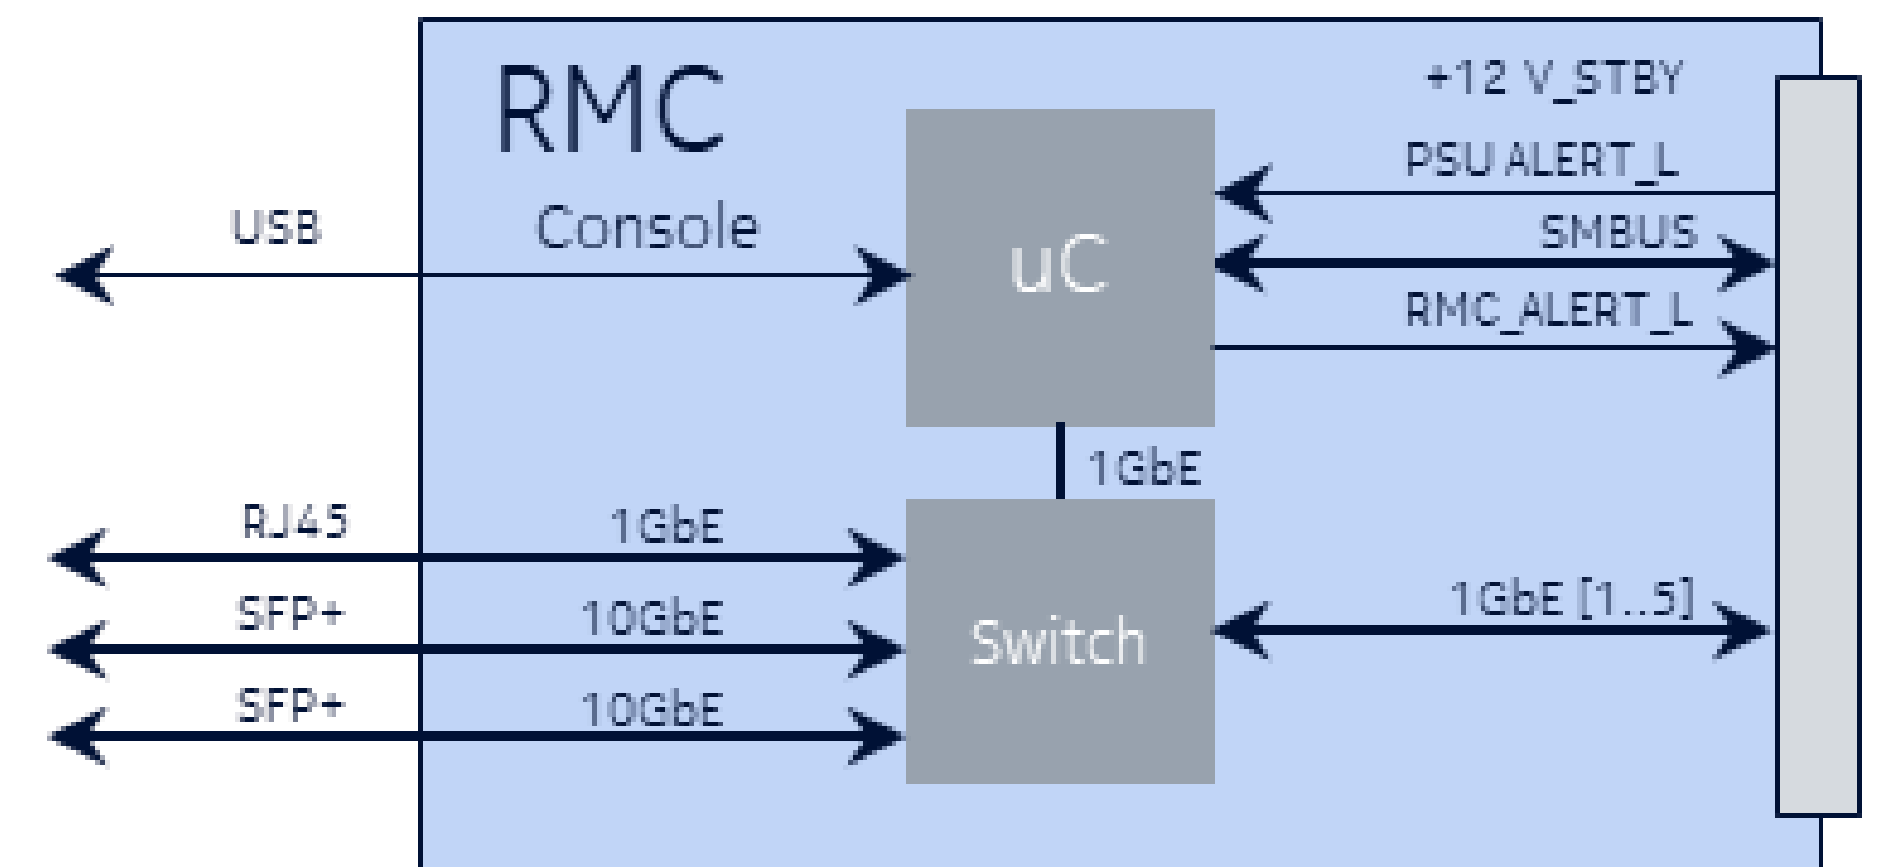 RMC
+12 V_STBY
PSU ALERT_L
USB
Console
SMBUS
uC
RMC_ALERT_L
1GbE
RJ45
1GbE
SFP+
10GbE
1GbE [1..5]
Switch
SFP+
10GbE